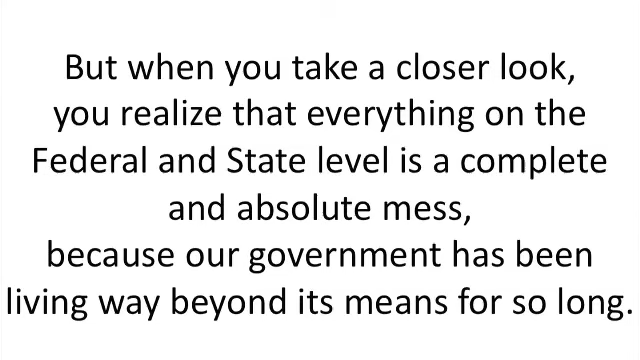 But when you take a closer look,
you realize that everything on the
Federal and State level is a complete
and absolute mess,
because our government has been
living way beyond its means for so long.